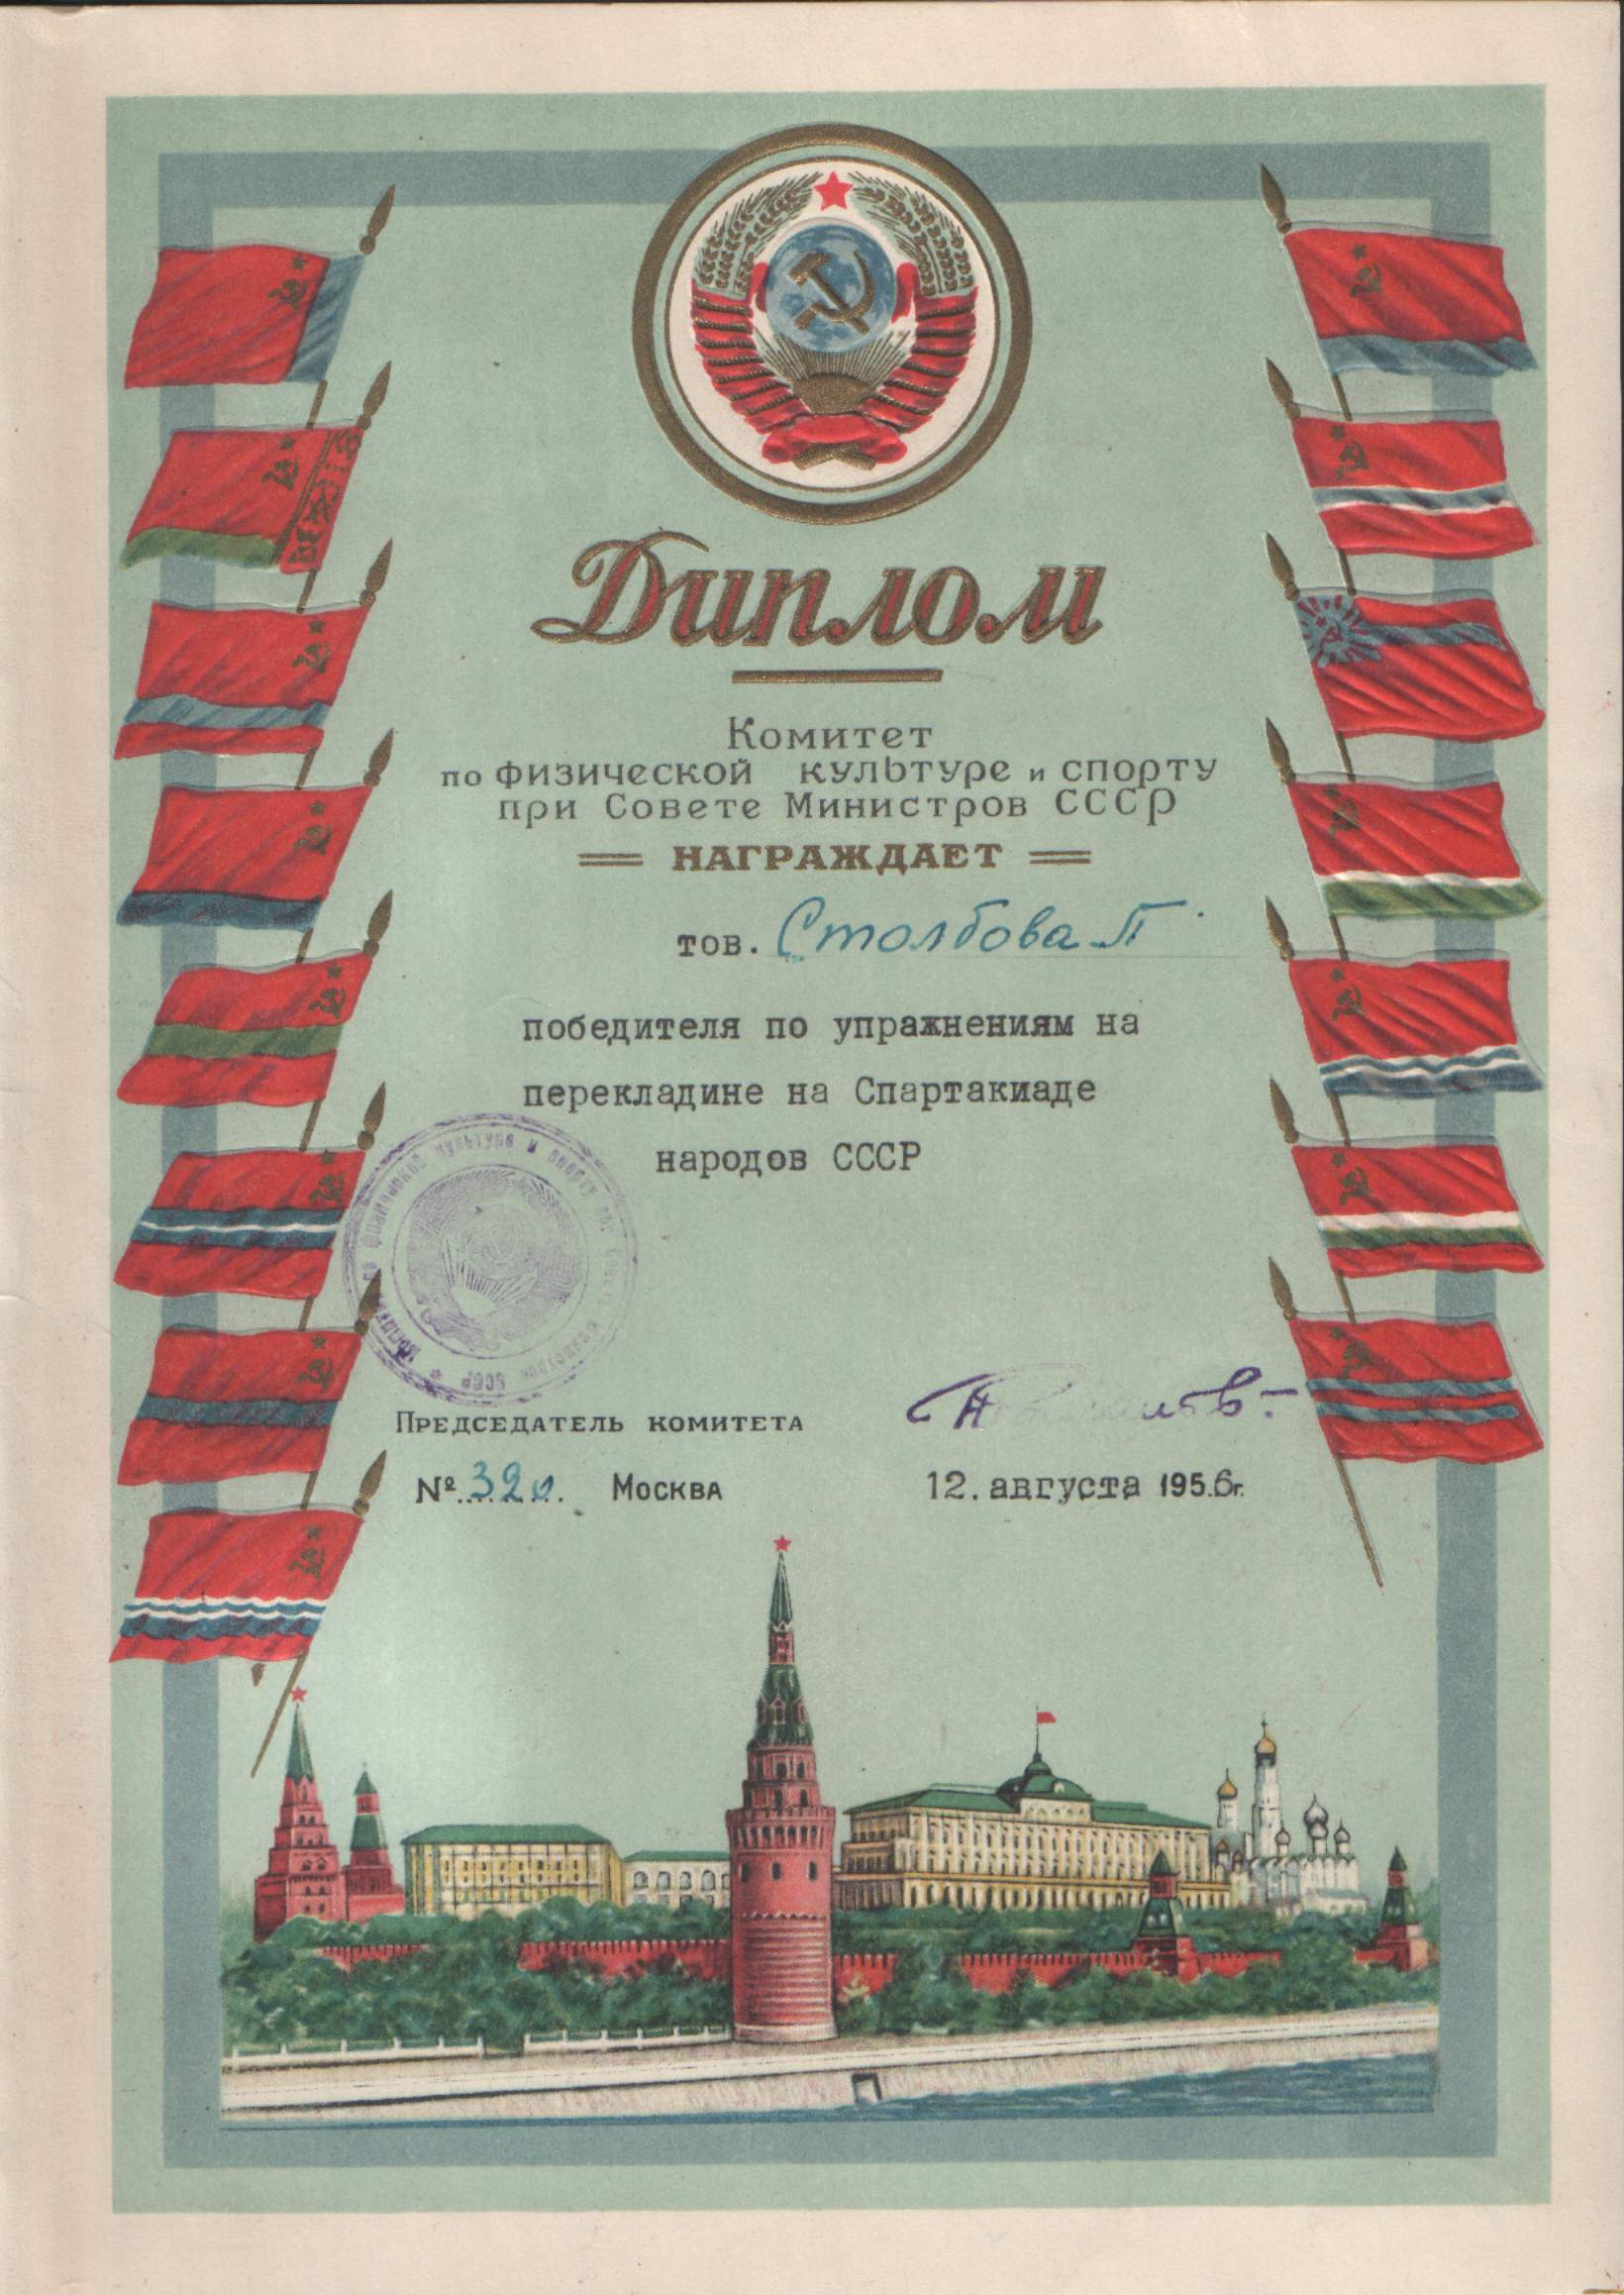 Диплом
Комитет
по физической культуре и спорту
при Совете Министров СССР
НАГРАЖДАЕТ
тов. Столбова П
победителя по упражнениям на
перекладине на Спартакиаде
народов СССР
Председатель комитета
№ 320. Москва
12. августа 1956г.